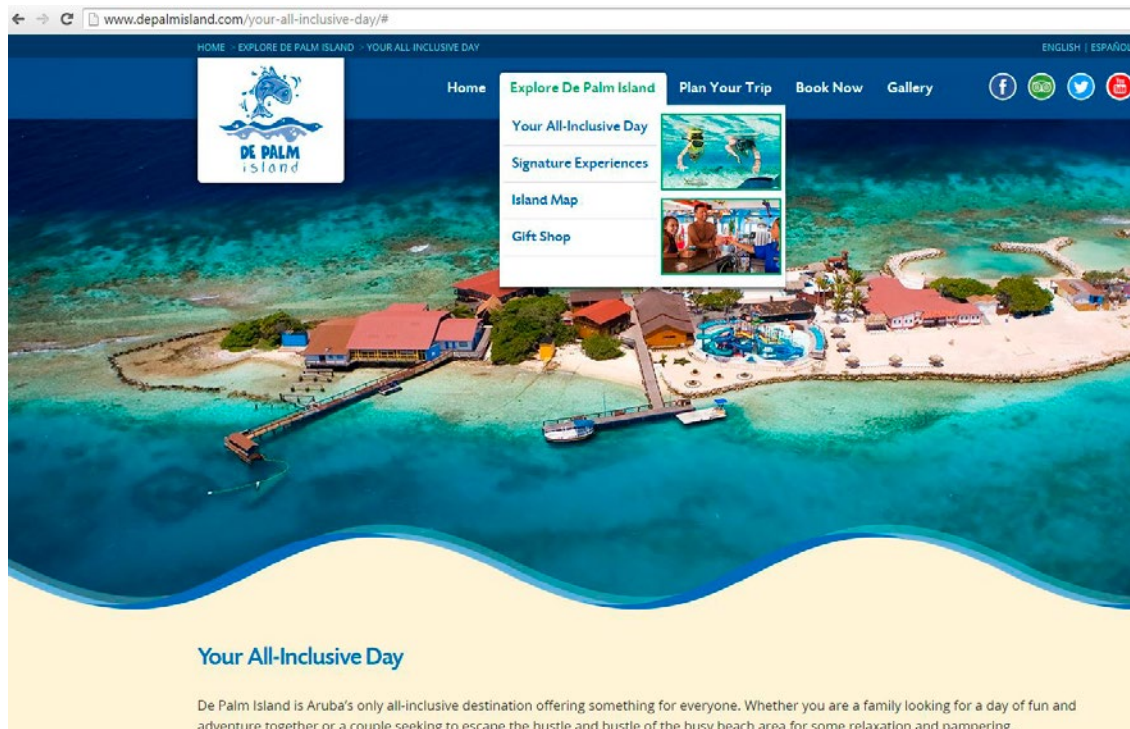 www.depalmisland.com/your-all-inclusive-day/#
HOME > EXPLORE DE PALM ISLAND > YOUR ALL INCLUSIVE DAY
ENGLISH | ESPAÑOL
DE PALM
island
Home Explore De Palm Island Plan Your Trip Book Now Gallery
Your All-Inclusive Day
Signature Experiences
Island Map
Gift Shop
Your All-Inclusive Day
De Palm Island is Aruba's only all-inclusive destination offering something for everyone. Whether you are a family looking for a day of fun and
adventure together or a couple seeking to escape the hustle and bustle of the busy beach area for some relaxation and pampering